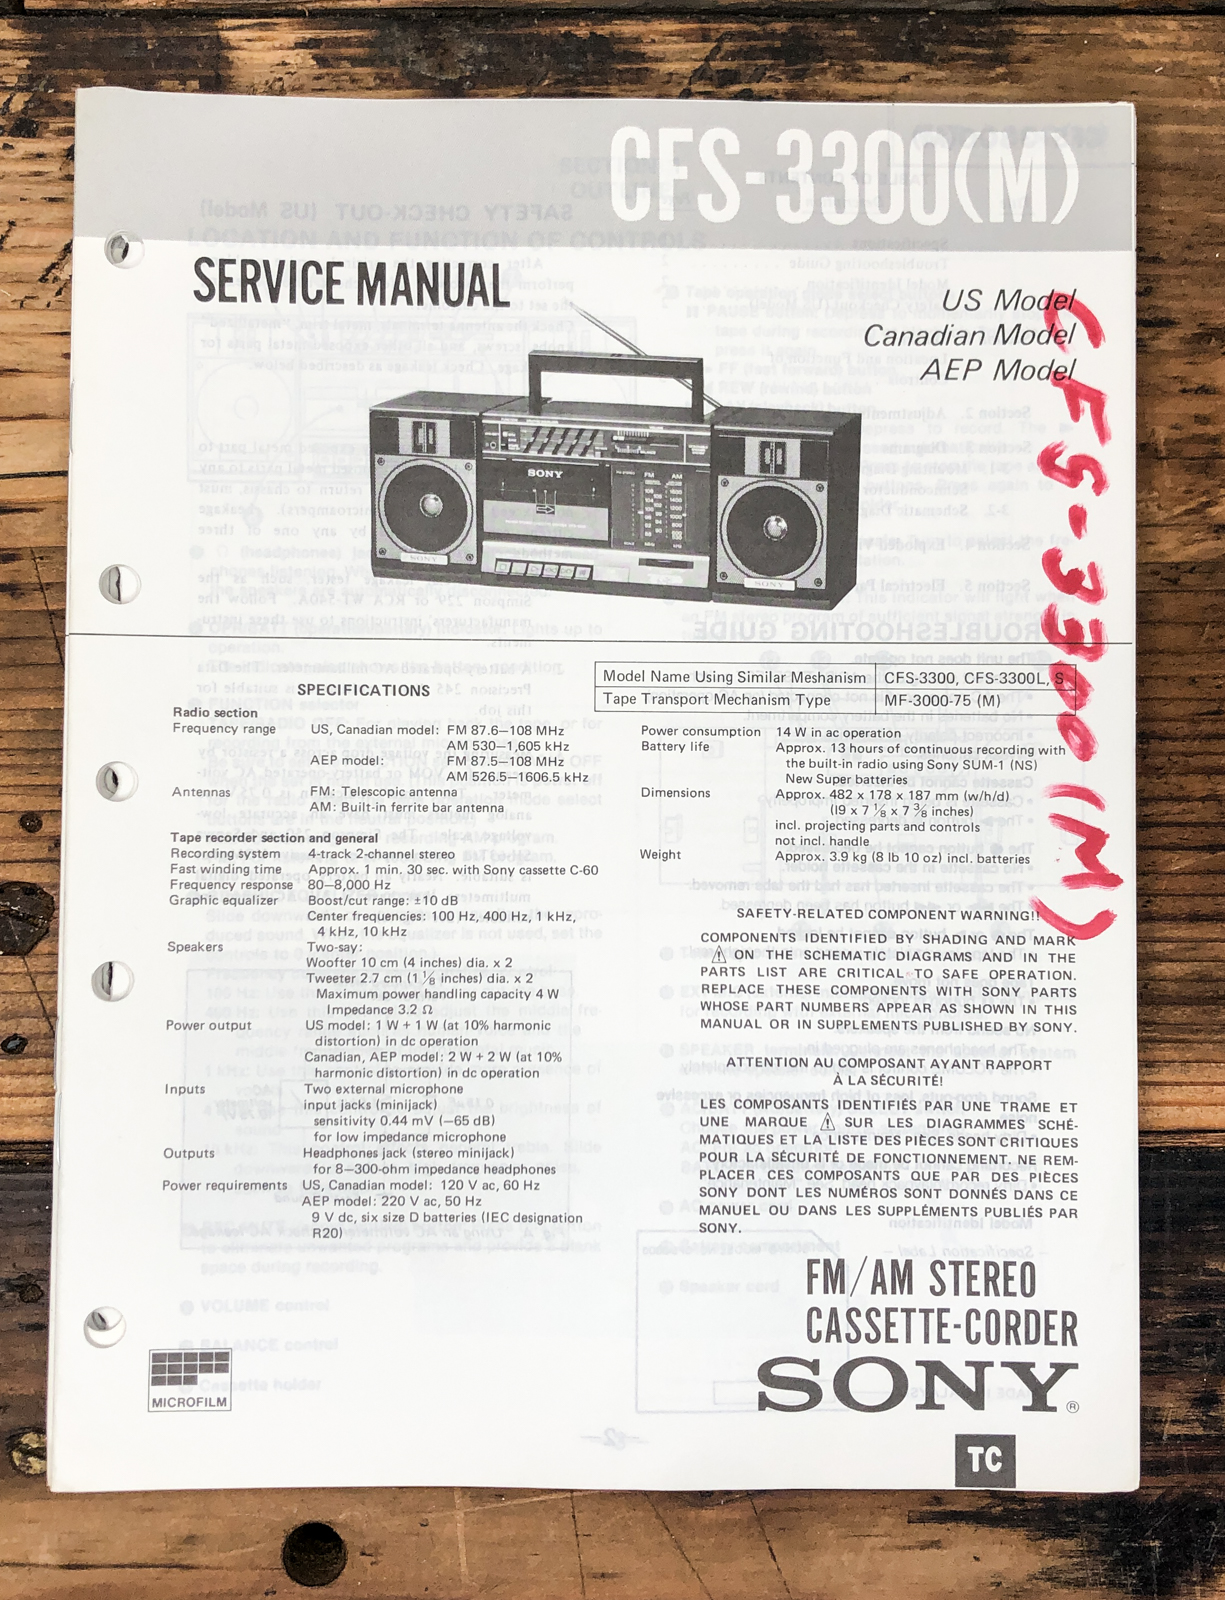 CFS-3300(M)
SERVICE MANUAL
US Model
Canadian Model
AEP Model
CFS-3300(M)
SONY
FM AM
SONY
SONY
SPECIFICATIONS
Radio section
Frequency range US, Canadian model: FM 87.6–108 MHz
AM 530–1,605 kHz
AEP model: FM 87.5–108 MHz
AM 526.5–1606.5 kHz
Antennas FM: Telescopic antenna
AM: Built-in ferrite bar antenna
Tape recorder section and general
Recording system 4-track 2-channel stereo
Fast winding time Approx. 1 min. 30 sec. with Sony cassette C-60
Frequency response 80–8,000 Hz
Graphic equalizer Boost/cut range: ±10 dB
Center frequencies: 100 Hz, 400 Hz, 1 kHz,
4 kHz, 10 kHz
Speakers Two-say:
Woofter 10 cm (4 inches) dia. x 2
Tweeter 2.7 cm (1 1/8 inches) dia. x 2
Maximum power handling capacity 4 W
Impedance 3.2 Ω
Power output US model: 1 W + 1 W (at 10% harmonic
distortion) in dc operation
Canadian, AEP model: 2 W + 2 W (at 10%
harmonic distortion) in dc operation
Inputs Two external microphone
input jacks (minijack)
sensitivity 0.44 mV (–65 dB)
for low impedance microphone
Outputs Headphones jack (stereo minijack)
for 8–300-ohm impedance headphones
Power requirements US, Canadian model: 120 V ac, 60 Hz
AEP model: 220 V ac, 50 Hz
9 V dc, six size D batteries (IEC designation
R20)
Model Name Using Similar Meshanism CFS-3300, CFS-3300L, S
Tape Transport Mechanism Type MF-3000-75 (M)
Power consumption 14 W in ac operation
Battery life Approx. 13 hours of continuous recording with
the built-in radio using Sony SUM-1 (NS)
New Super batteries
Dimensions Approx. 482 x 178 x 187 mm (w/h/d)
(19 x 7 1/8 x 7 3/8 inches)
incl. projecting parts and controls
not incl. handle
Weight Approx. 3.9 kg (8 lb 10 oz) incl. batteries
SAFETY-RELATED COMPONENT WARNING!!
COMPONENTS IDENTIFIED BY SHADING AND MARK
⚠ ON THE SCHEMATIC DIAGRAMS AND IN THE
PARTS LIST ARE CRITICAL TO SAFE OPERATION.
REPLACE THESE COMPONENTS WITH SONY PARTS
WHOSE PART NUMBERS APPEAR AS SHOWN IN THIS
MANUAL OR IN SUPPLEMENTS PUBLISHED BY SONY.
ATTENTION AU COMPOSANT AYANT RAPPORT
À LA SÉCURITÉ!
LES COMPOSANTS IDENTIFIÉS PAR UNE TRAME ET
UNE MARQUE ⚠ SUR LES DIAGRAMMES SCHÉ-
MATIQUES ET LA LISTE DES PIÈCES SONT CRITIQUES
POUR LA SÉCURITÉ DE FONCTIONNEMENT. NE REM-
PLACER CES COMPOSANTS QUE PAR DES PIÈCES
SONY DONT LES NUMÉROS SONT DONNÉS DANS CE
MANUEL OU DANS LES SUPPLÉMENTS PUBLIÉS PAR
SONY.
FM/AM STEREO
CASSETTE-CORDER
SONY®
MICROFILM
TC